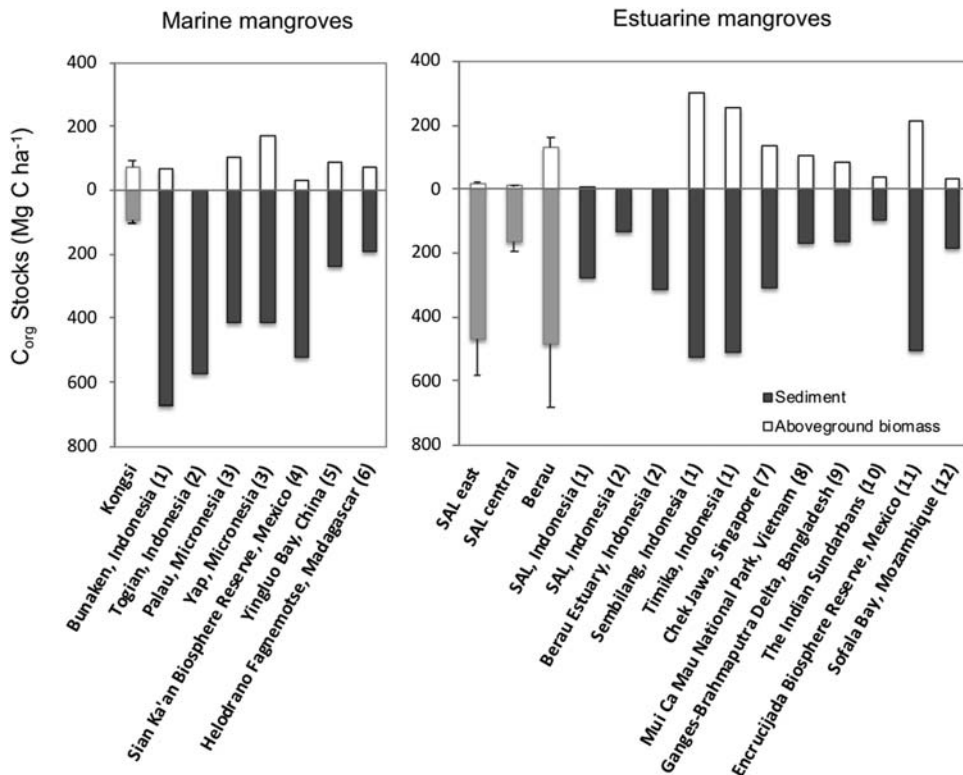 Marine mangroves
Estuarine mangroves
C_org Stocks (Mg C ha⁻¹)
400
200
0
200
400
600
800
400
200
0
200
400
600
800
Sediment
Aboveground biomass
Kongsi
Bunaken, Indonesia (1)
Togian, Indonesia (2)
Palau, Micronesia (3)
Yap, Micronesia (3)
Sian Ka'an Biosphere Reserve, Mexico (4)
Yingluo Bay, China (5)
Helodrano Fagnemotse, Madagascar (6)
SAL east
SAL central
Berau
SAL, Indonesia (1)
SAL, Indonesia (2)
Berau Estuary, Indonesia (2)
Sembilang, Indonesia (1)
Timika, Indonesia (1)
Chek Jawa, Singapore (7)
Mui Ca Mau National Park, Vietnam (8)
Ganges-Brahmaputra Delta, Bangladesh (9)
The Indian Sundarbans (10)
Encrucijada Biosphere Reserve, Mexico (11)
Sofala Bay, Mozambique (12)